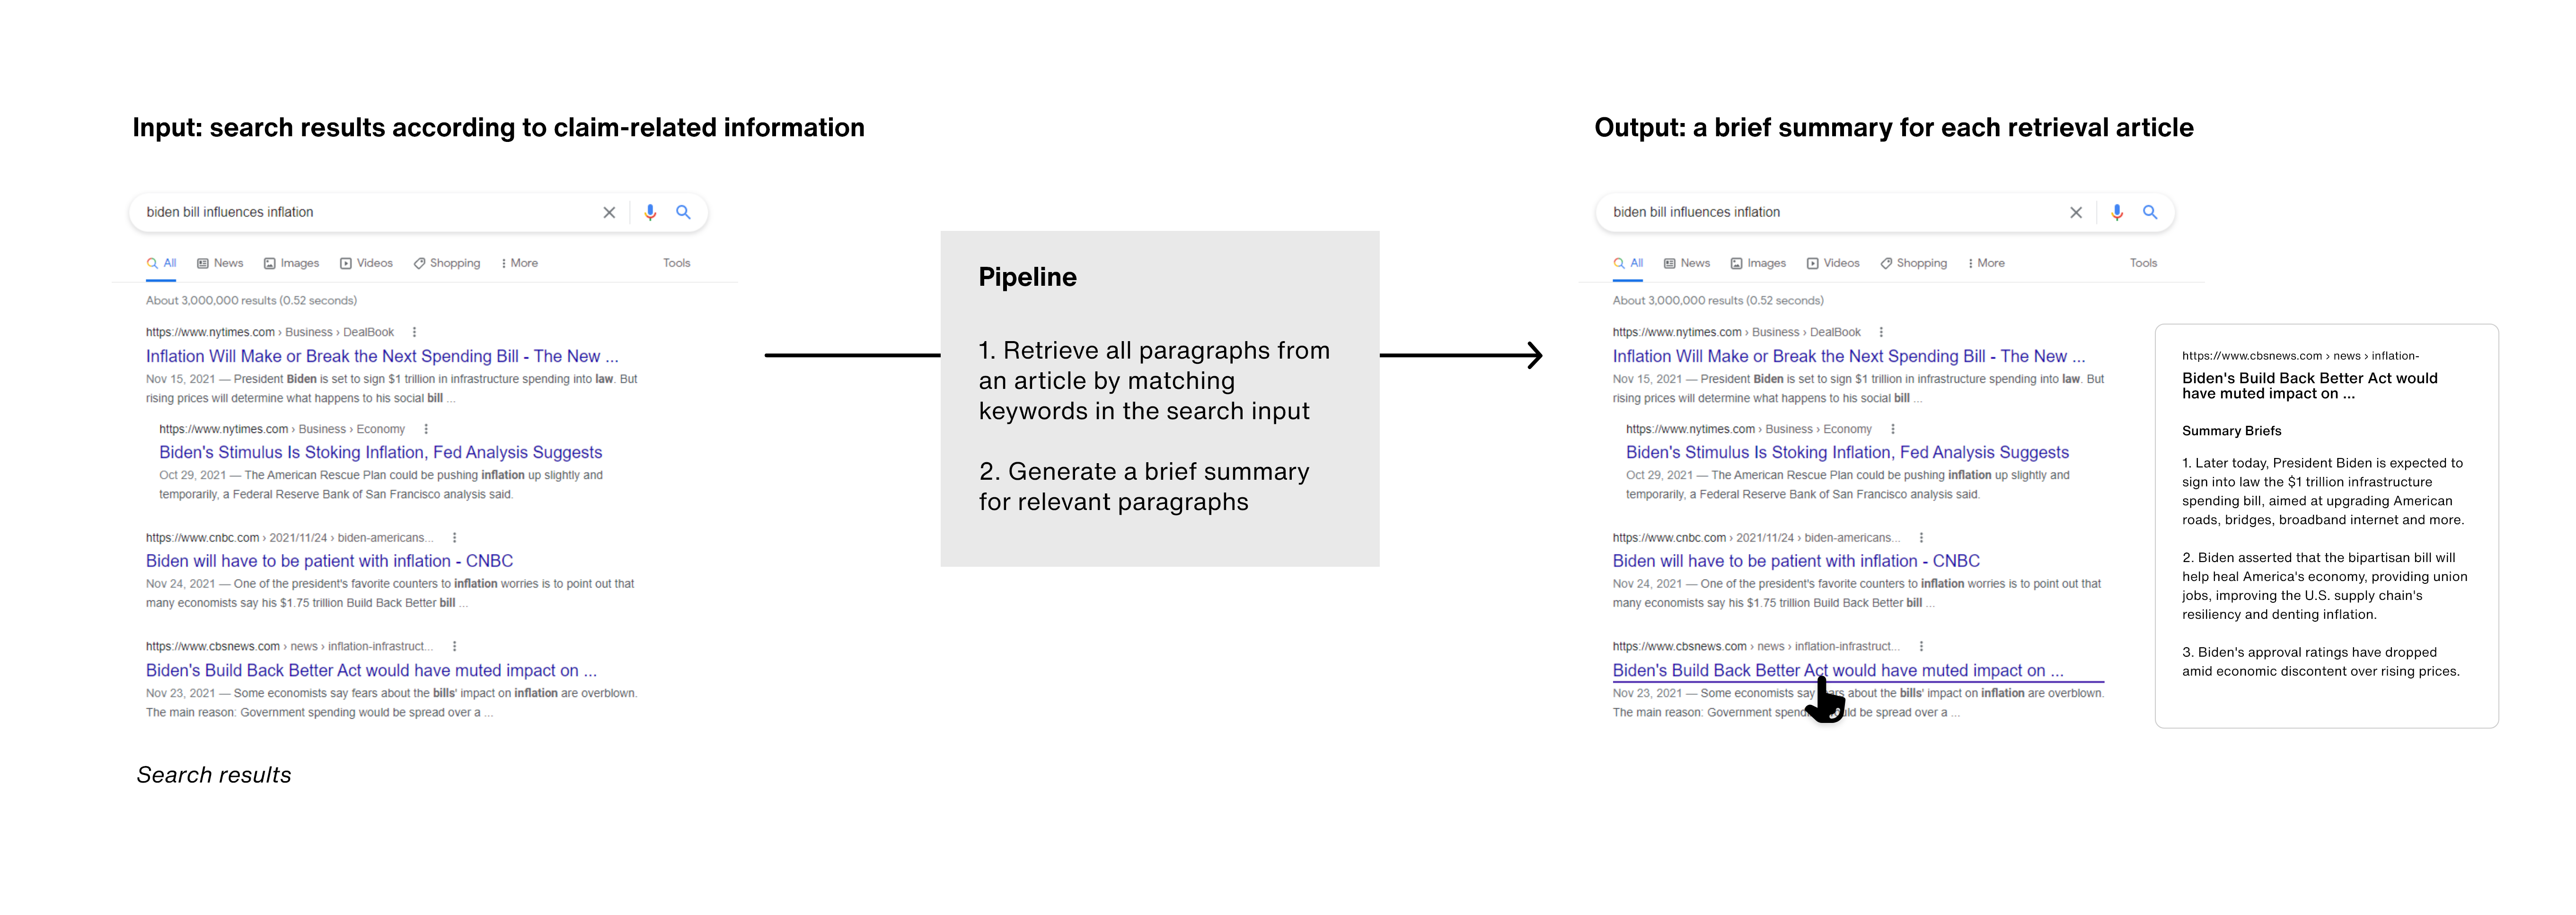 Input: search results according to claim-related information
biden bill influences inflation
All News Images Videos Shopping More Tools
About 3,000,000 results (0.52 seconds)
https://www.nytimes.com › Business › DealBook
Inflation Will Make or Break the Next Spending Bill - The New ...
Nov 15, 2021 — President Biden is set to sign $1 trillion in infrastructure spending into law. But
rising prices will determine what happens to his social bill ...
https://www.nytimes.com › Business › Economy
Biden's Stimulus Is Stoking Inflation, Fed Analysis Suggests
Oct 29, 2021 — The American Rescue Plan could be pushing inflation up slightly and
temporarily, a Federal Reserve Bank of San Francisco analysis said.
https://www.cnbc.com › 2021/11/24 › biden-americans...
Biden will have to be patient with inflation - CNBC
Nov 24, 2021 — One of the president's favorite counters to inflation worries is to point out that
many economists say his $1.75 trillion Build Back Better bill ...
https://www.cbsnews.com › news › inflation-infrastruct...
Biden's Build Back Better Act would have muted impact on ...
Nov 23, 2021 — Some economists say fears about the bills' impact on inflation are overblown.
The main reason: Government spending would be spread over a ...
Search results
Pipeline
1. Retrieve all paragraphs from
an article by matching
keywords in the search input
2. Generate a brief summary
for relevant paragraphs
Output: a brief summary for each retrieval article
biden bill influences inflation
All News Images Videos Shopping More Tools
About 3,000,000 results (0.52 seconds)
https://www.nytimes.com › Business › DealBook
Inflation Will Make or Break the Next Spending Bill - The New ...
Nov 15, 2021 — President Biden is set to sign $1 trillion in infrastructure spending into law. But
rising prices will determine what happens to his social bill ...
https://www.nytimes.com › Business › Economy
Biden's Stimulus Is Stoking Inflation, Fed Analysis Suggests
Oct 29, 2021 — The American Rescue Plan could be pushing inflation up slightly and
temporarily, a Federal Reserve Bank of San Francisco analysis said.
https://www.cnbc.com › 2021/11/24 › biden-americans...
Biden will have to be patient with inflation - CNBC
Nov 24, 2021 — One of the president's favorite counters to inflation worries is to point out that
many economists say his $1.75 trillion Build Back Better bill ...
https://www.cbsnews.com › news › inflation-infrastruct...
Biden's Build Back Better Act would have muted impact on ...
Nov 23, 2021 — Some economists say about the bills' impact on inflation are overblown.
The main reason: Government be spread over a ...
https://www.cbsnews.com › news › inflation-
Biden's Build Back Better Act would
have muted impact on ...
Summary Briefs
1. Later today, President Biden is expected to
sign into law the $1 trillion infrastructure
spending bill, aimed at upgrading American
roads, bridges, broadband internet and more.
2. Biden asserted that the bipartisan bill will
help heal America's economy, providing union
jobs, improving the U.S. supply chain's
resiliency and denting inflation.
3. Biden's approval ratings have dropped
amid economic discontent over rising prices.